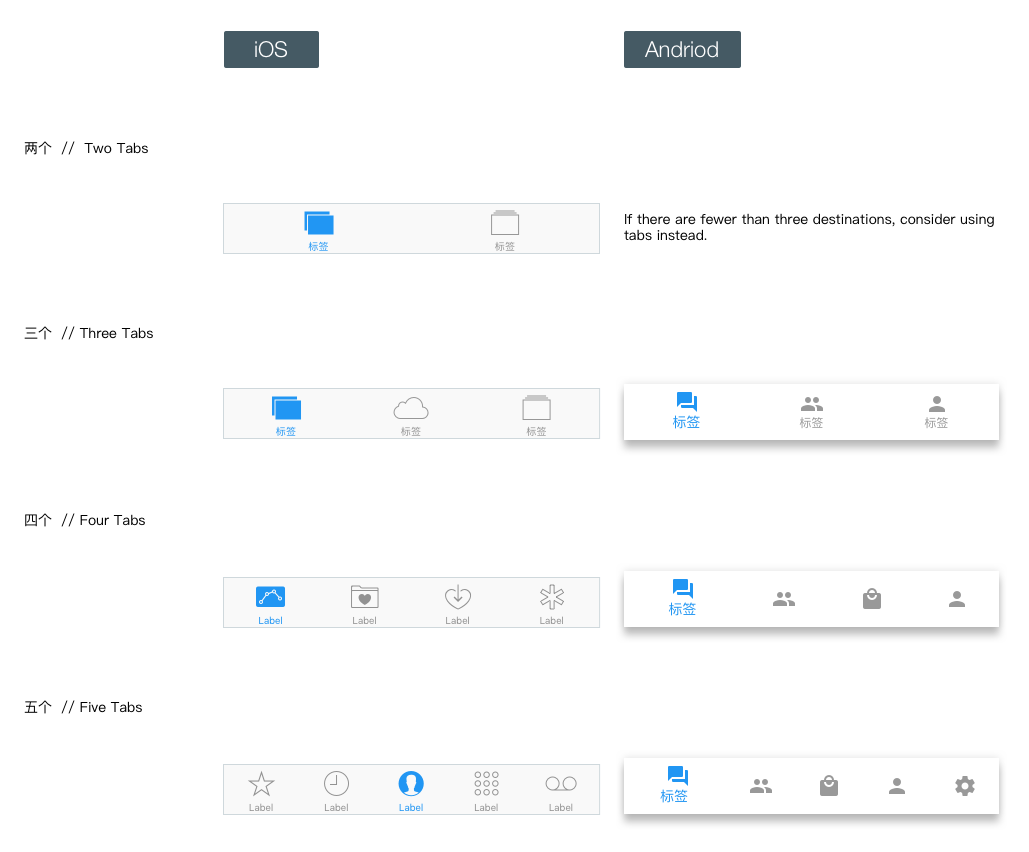 iOS
Andriod
两个 // Two Tabs
标签
标签
If there are fewer than three destinations, consider using
tabs instead.
三个 // Three Tabs
标签
标签
标签
标签
标签
标签
四个 // Four Tabs
Label
Label
Label
Label
标签
五个 // Five Tabs
Label
Label
Label
Label
Label
标签